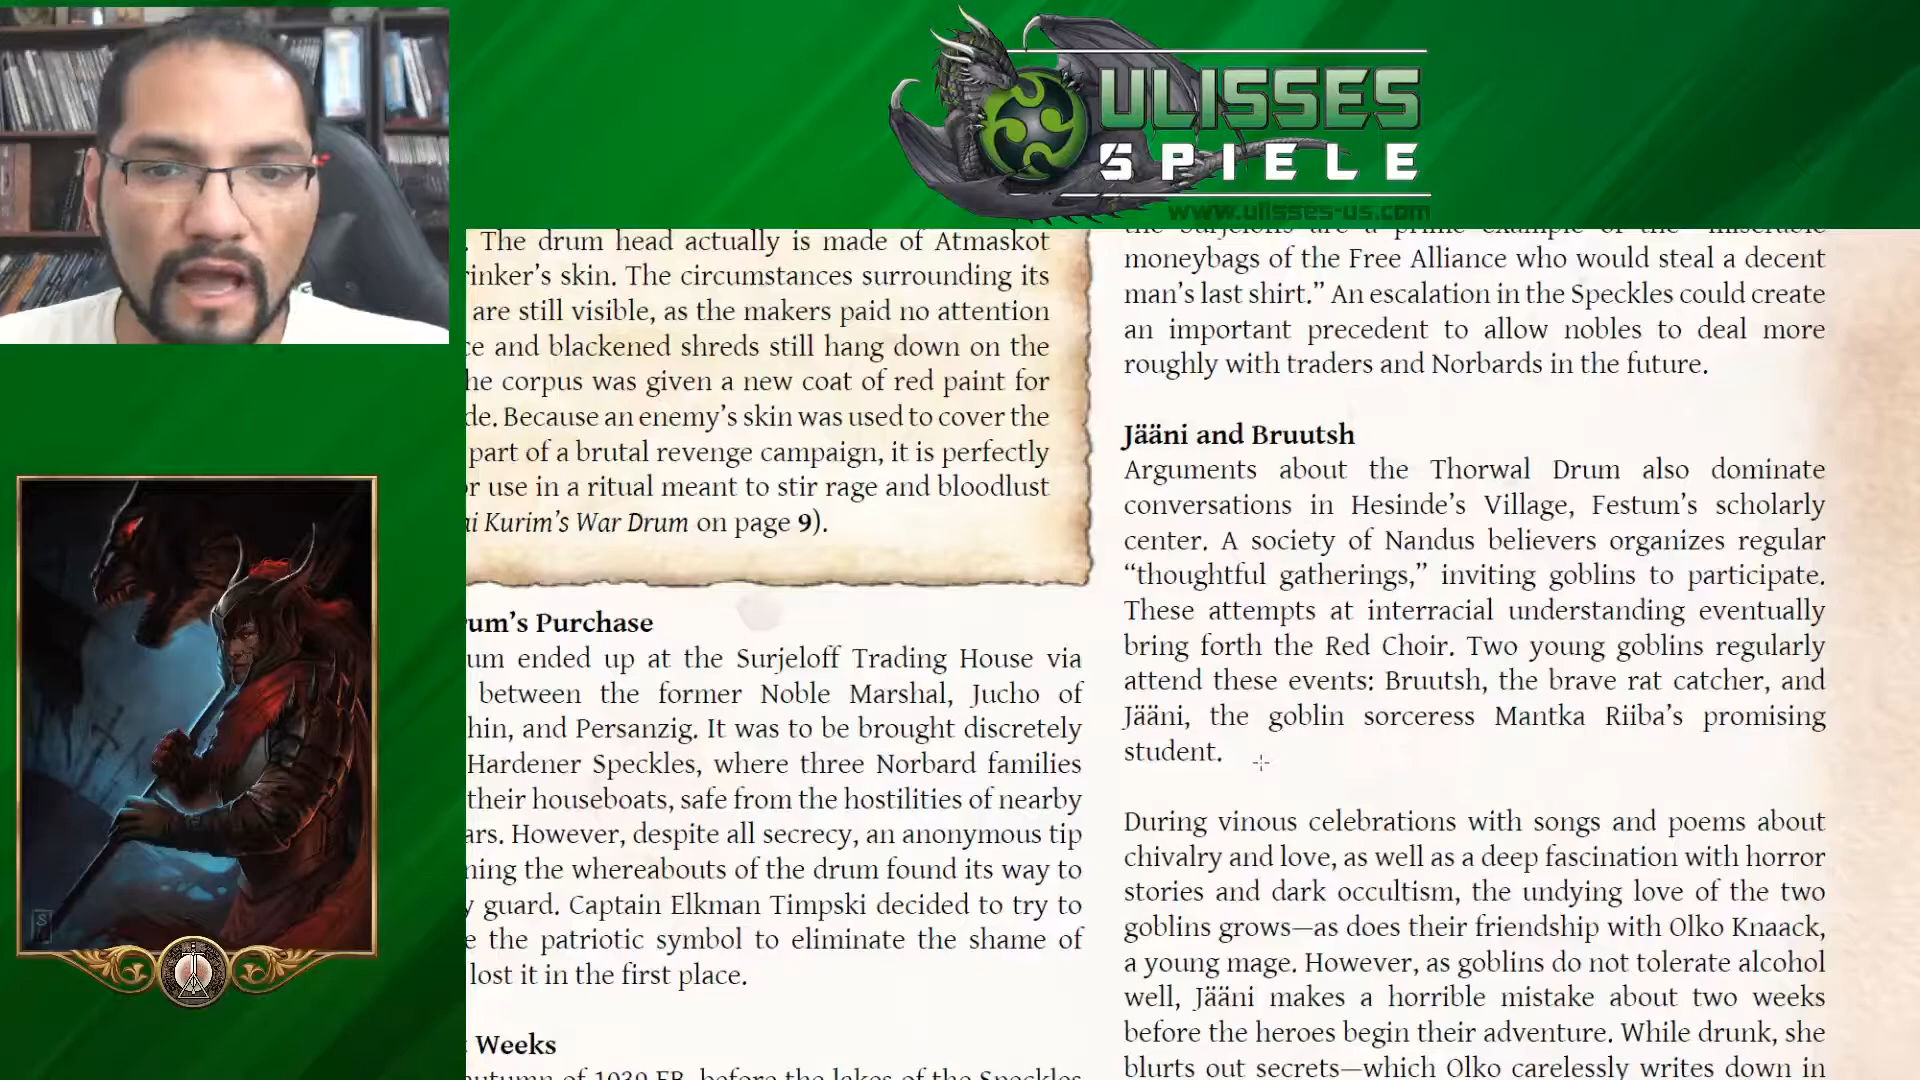 ULISSES
SPIELE
www.ulisses-us.com
The drum head actually is made of Atmaskot
skin. The circumstances surrounding its
are still visible, as the makers paid no attention
and blackened shreds still hang down on the
corpus was given a new coat of red paint for
Because an enemy's skin was used to cover the
part of a brutal revenge campaign, it is perfectly
use in a ritual meant to stir rage and bloodlust
Kurim's War Drum on page 9).
Purchase
ended up at the Surjeloff Trading House via
between the former Noble Marshal, Jucho of
and Persanzig. It was to be brought discretely
Hardener Speckles, where three Norbard families
their houseboats, safe from the hostilities of nearby
However, despite all secrecy, an anonymous tip
the whereabouts of the drum found its way to
guard. Captain Elkman Timpski decided to try to
the patriotic symbol to eliminate the shame of
lost it in the first place.
Weeks
of 1039 FB, before the lakes of the Speckles
the Surjeloffs are a prime example of the "miserable
moneybags of the Free Alliance who would steal a decent
man's last shirt." An escalation in the Speckles could create
an important precedent to allow nobles to deal more
roughly with traders and Norbards in the future.
Jääni and Bruutsh
Arguments about the Thorwal Drum also dominate
conversations in Hesinde's Village, Festum's scholarly
center. A society of Nandus believers organizes regular
"thoughtful gatherings," inviting goblins to participate.
These attempts at interracial understanding eventually
bring forth the Red Choir. Two young goblins regularly
attend these events: Bruutsh, the brave rat catcher, and
Jääni, the goblin sorceress Mantka Riiba's promising
student.
During vinous celebrations with songs and poems about
chivalry and love, as well as a deep fascination with horror
stories and dark occultism, the undying love of the two
goblins grows—as does their friendship with Olko Knaack,
a young mage. However, as goblins do not tolerate alcohol
well, Jääni makes a horrible mistake about two weeks
before the heroes begin their adventure. While drunk, she
blurts out secrets—which Olko carelessly writes down in